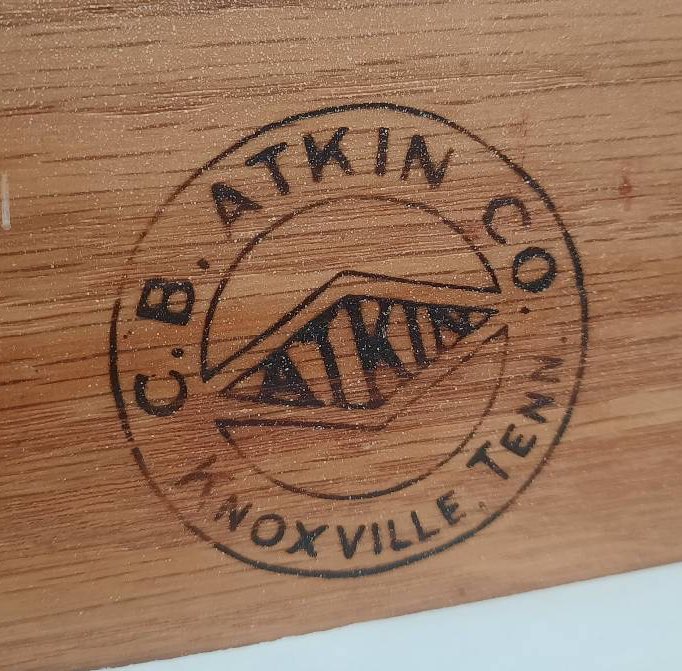 C.B. ATKIN CO.
ATKIN
KNOXVILLE, TENN.